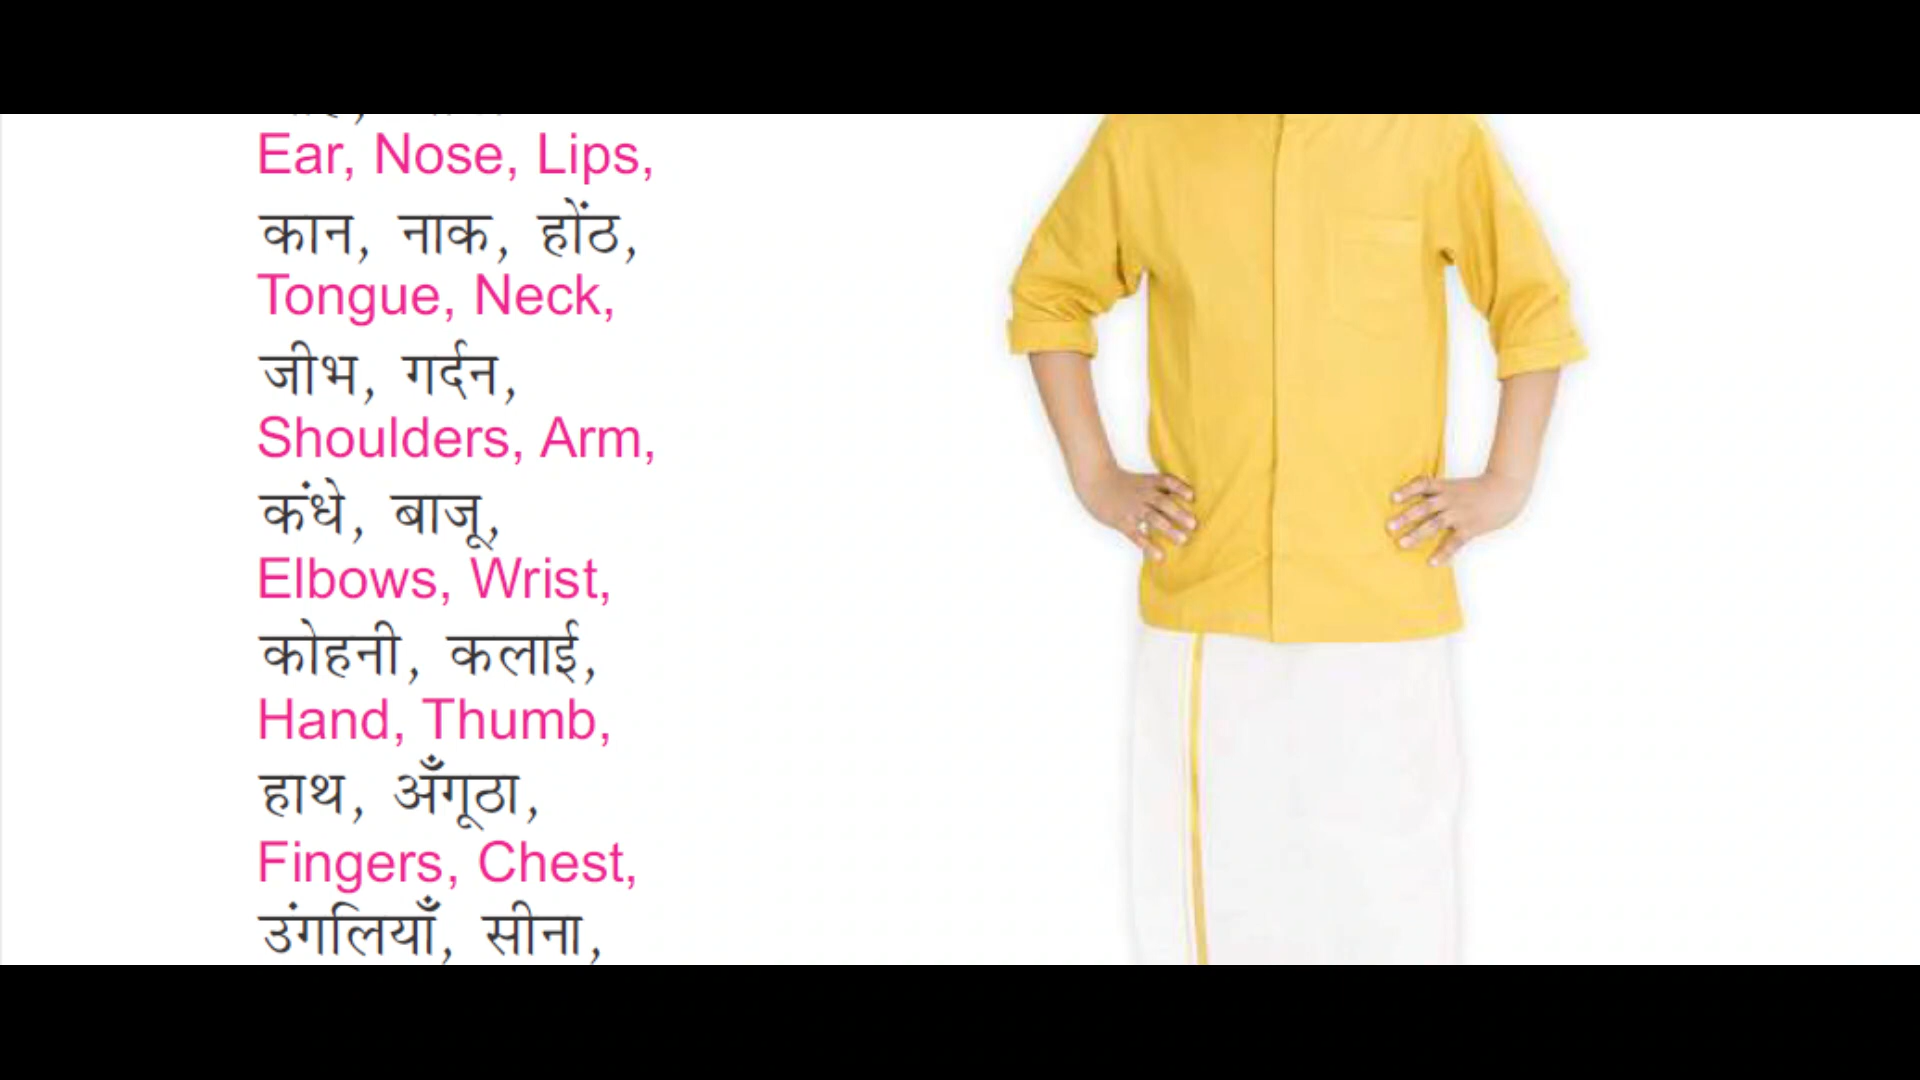 Ear, Nose, Lips,
कान, नाक, होंठ,
Tongue, Neck,
जीभ, गर्दन,
Shoulders, Arm,
कंधे, बाजू,
Elbows, Wrist,
कोहनी, कलाई,
Hand, Thumb,
हाथ, अँगूठा,
Fingers, Chest,
उंगलियाँ, सीना,